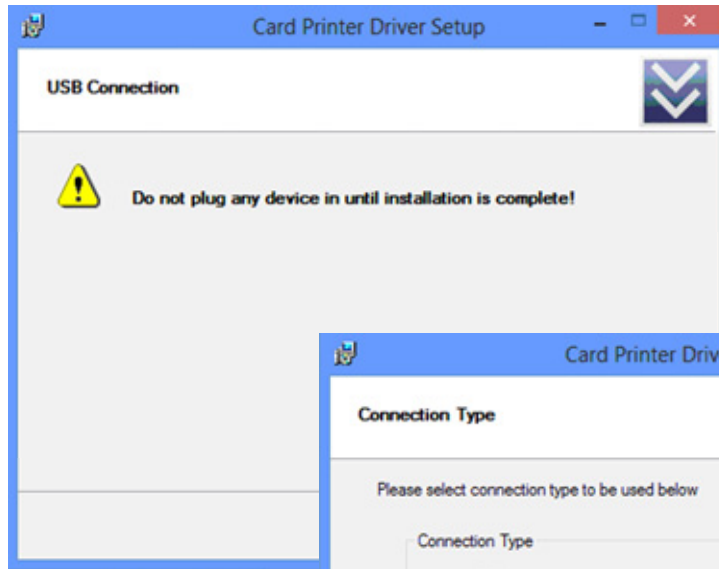 Card Printer Driver Setup
USB Connection
Do not plug any device in until installation is complete!
Card Printer Driv
Connection Type
Please select connection type to be used below
Connection Type